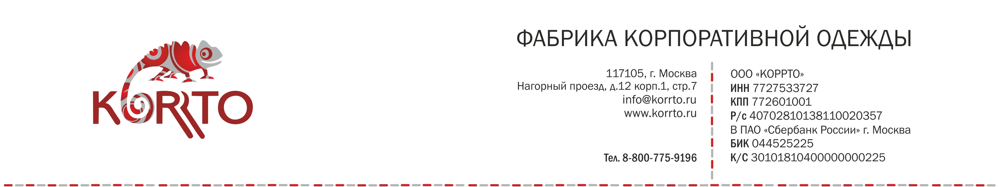 KORRTO
ФАБРИКА КОРПОРАТИВНОЙ ОДЕЖДЫ
117105, г. Москва
Нагорный проезд, д.12 корп.1, стр.7
info@korrto.ru
www.korrto.ru
Тел. 8-800-775-9196
ООО «КОРРТО»
ИНН 7727533727
КПП 772601001
Р/с 40702810138110020357
В ПАО «Сбербанк России» г. Москва
БИК 044525225
К/С 30101810400000000225